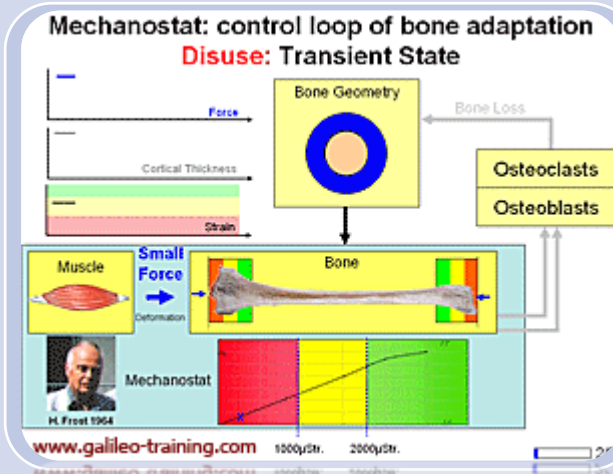 Mechanostat: control loop of bone adaptation
Disuse: Transient State
Force
Cortical Thickness
Strain
Bone Geometry
Bone Loss
Osteoclasts
Osteoblasts
Muscle
Small
Force
Deformation
Bone
H. Frost 1964
Mechanostat
www.galileo-training.com
1000µStr.
2000µStr.